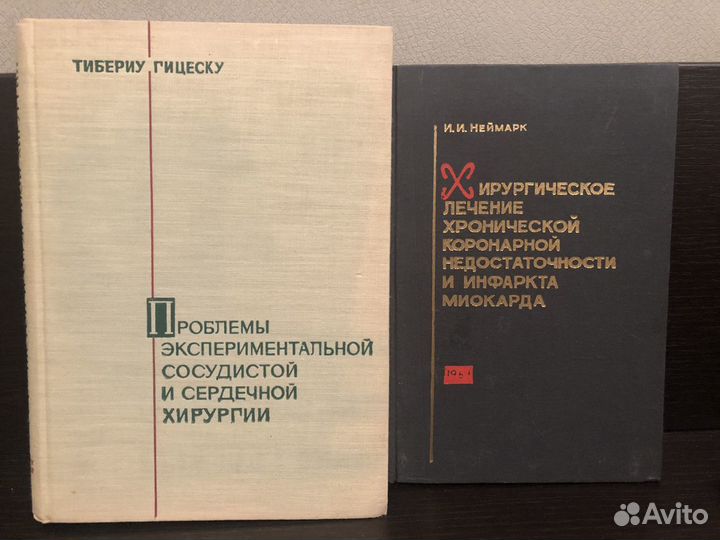 ТИБЕРИУ ГИЦЕСКУ
ПРОБЛЕМЫ
ЭКСПЕРИМЕНТАЛЬНОЙ
СОСУДИСТОЙ
И СЕРДЕЧНОЙ
ХИРУРГИИ
И.И. НЕЙМАРК
ХИРУРГИЧЕСКОЕ
ЛЕЧЕНИЕ
ХРОНИЧЕСКОЙ
КОРОНАРНОЙ
НЕДОСТАТОЧНОСТИ
И ИНФАРКТА
МИОКАРДА
Avito